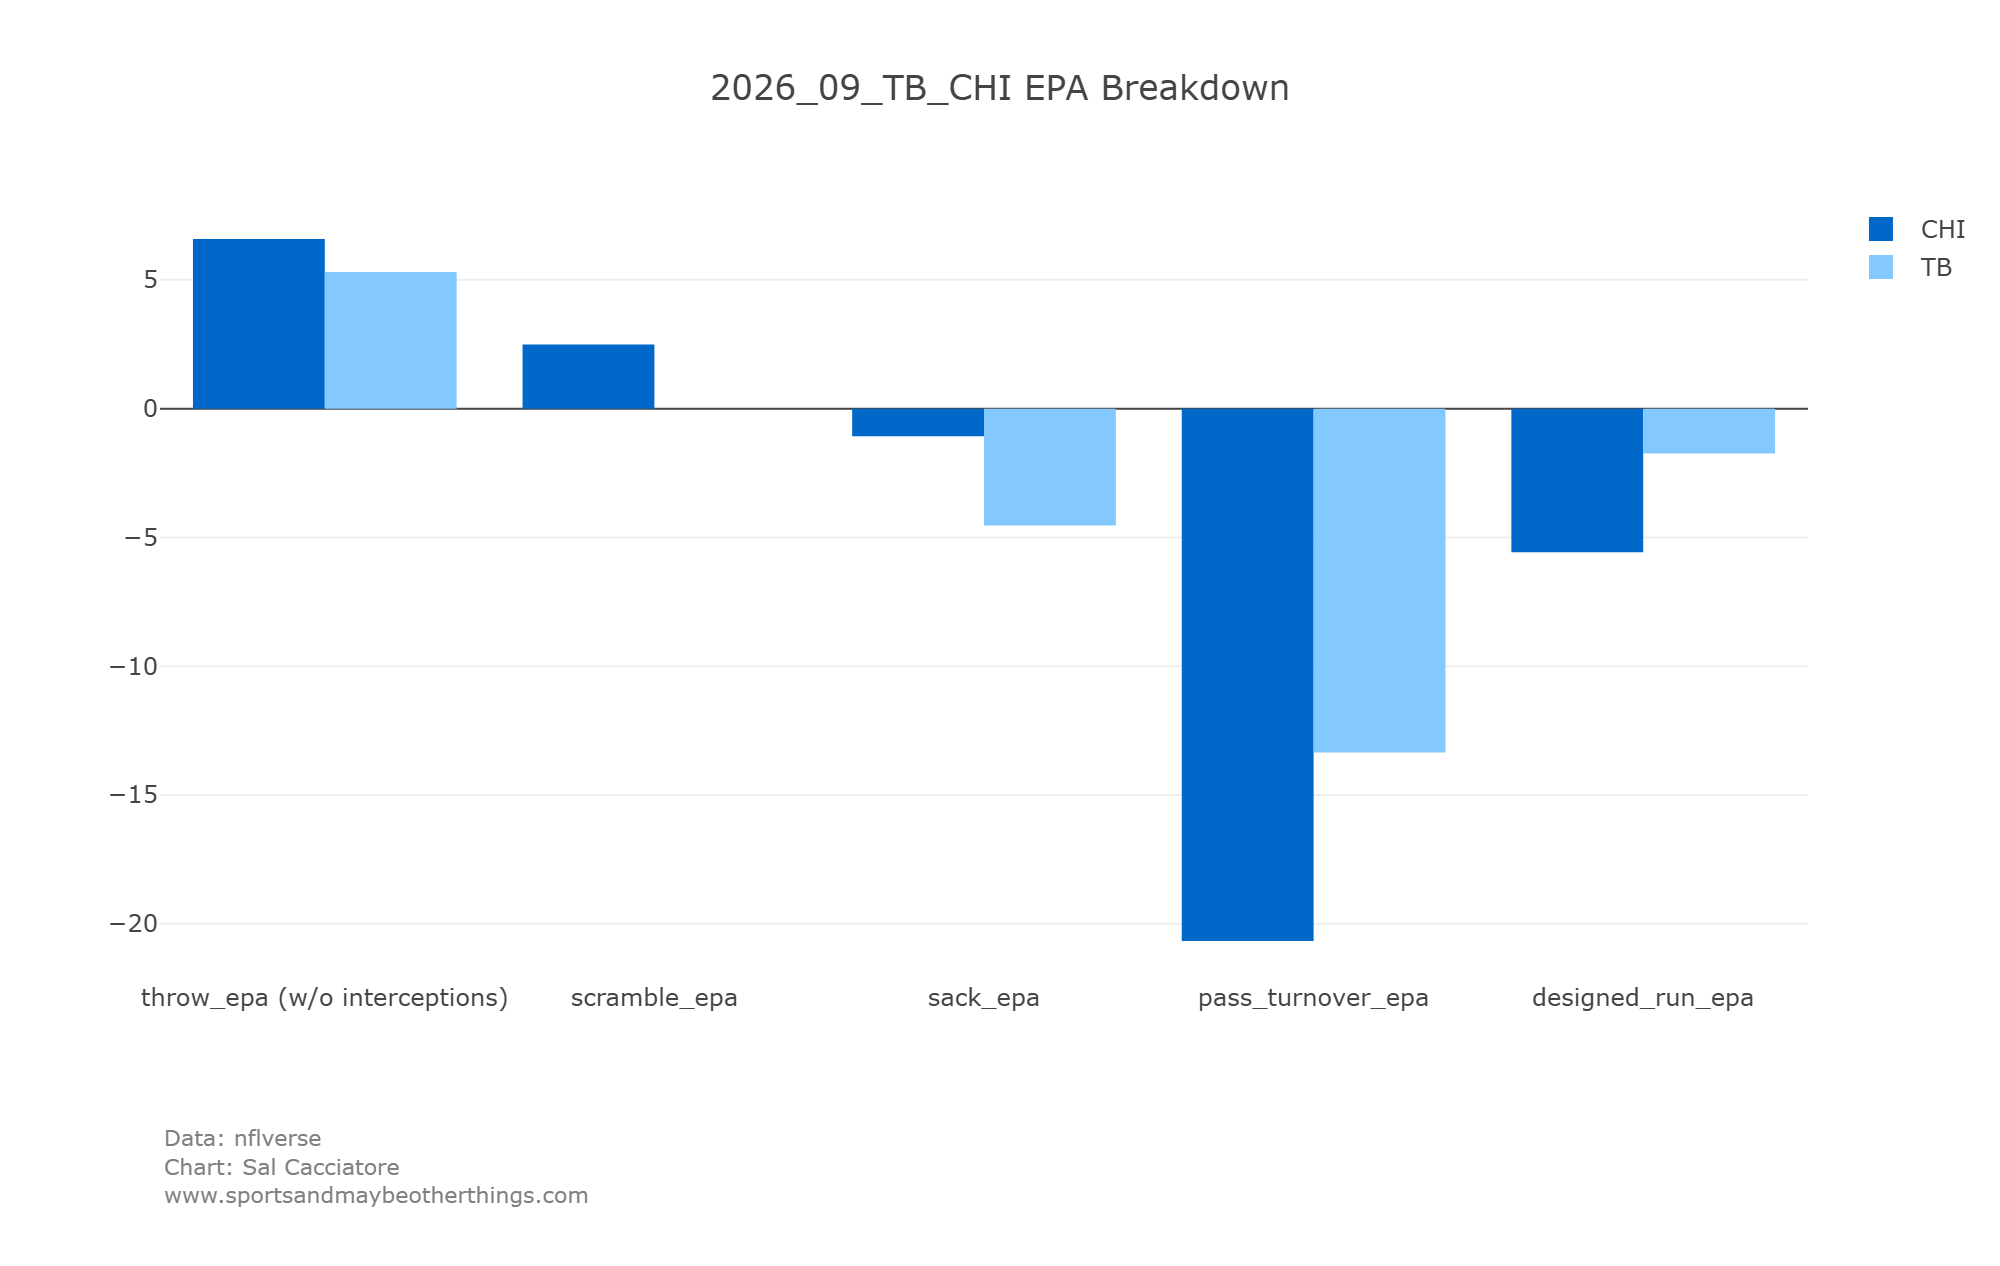 2026_09_TB_CHI EPA Breakdown
CHI
TB
5
0
−5
−10
−15
−20
throw_epa (w/o interceptions)
scramble_epa
sack_epa
pass_turnover_epa
designed_run_epa
Data: nflverse
Chart: Sal Cacciatore
www.sportsandmaybeotherthings.com